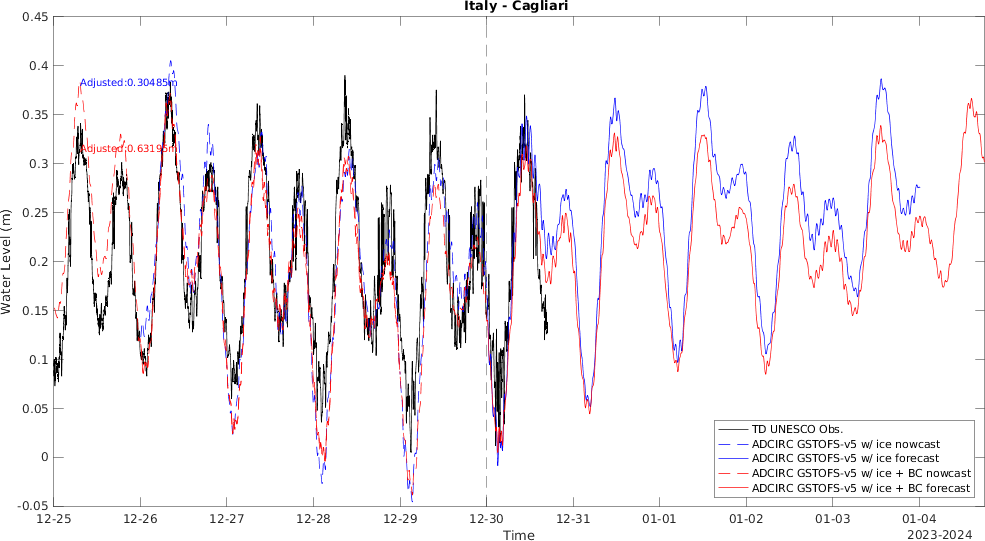 Italy - Cagliari
Water Level (m)
0.45
0.4
0.35
0.3
0.25
0.2
0.15
0.1
0.05
0
-0.05
Adjusted:0.30485m
Adjusted:0.63195m
TD UNESCO Obs.
ADCIRC GSTOFS-v5 w/ ice nowcast
ADCIRC GSTOFS-v5 w/ ice forecast
ADCIRC GSTOFS-v5 w/ ice + BC nowcast
ADCIRC GSTOFS-v5 w/ ice + BC forecast
12-25 12-26 12-27 12-28 12-29 12-30 12-31 01-01 01-02 01-03 01-04
Time
2023-2024